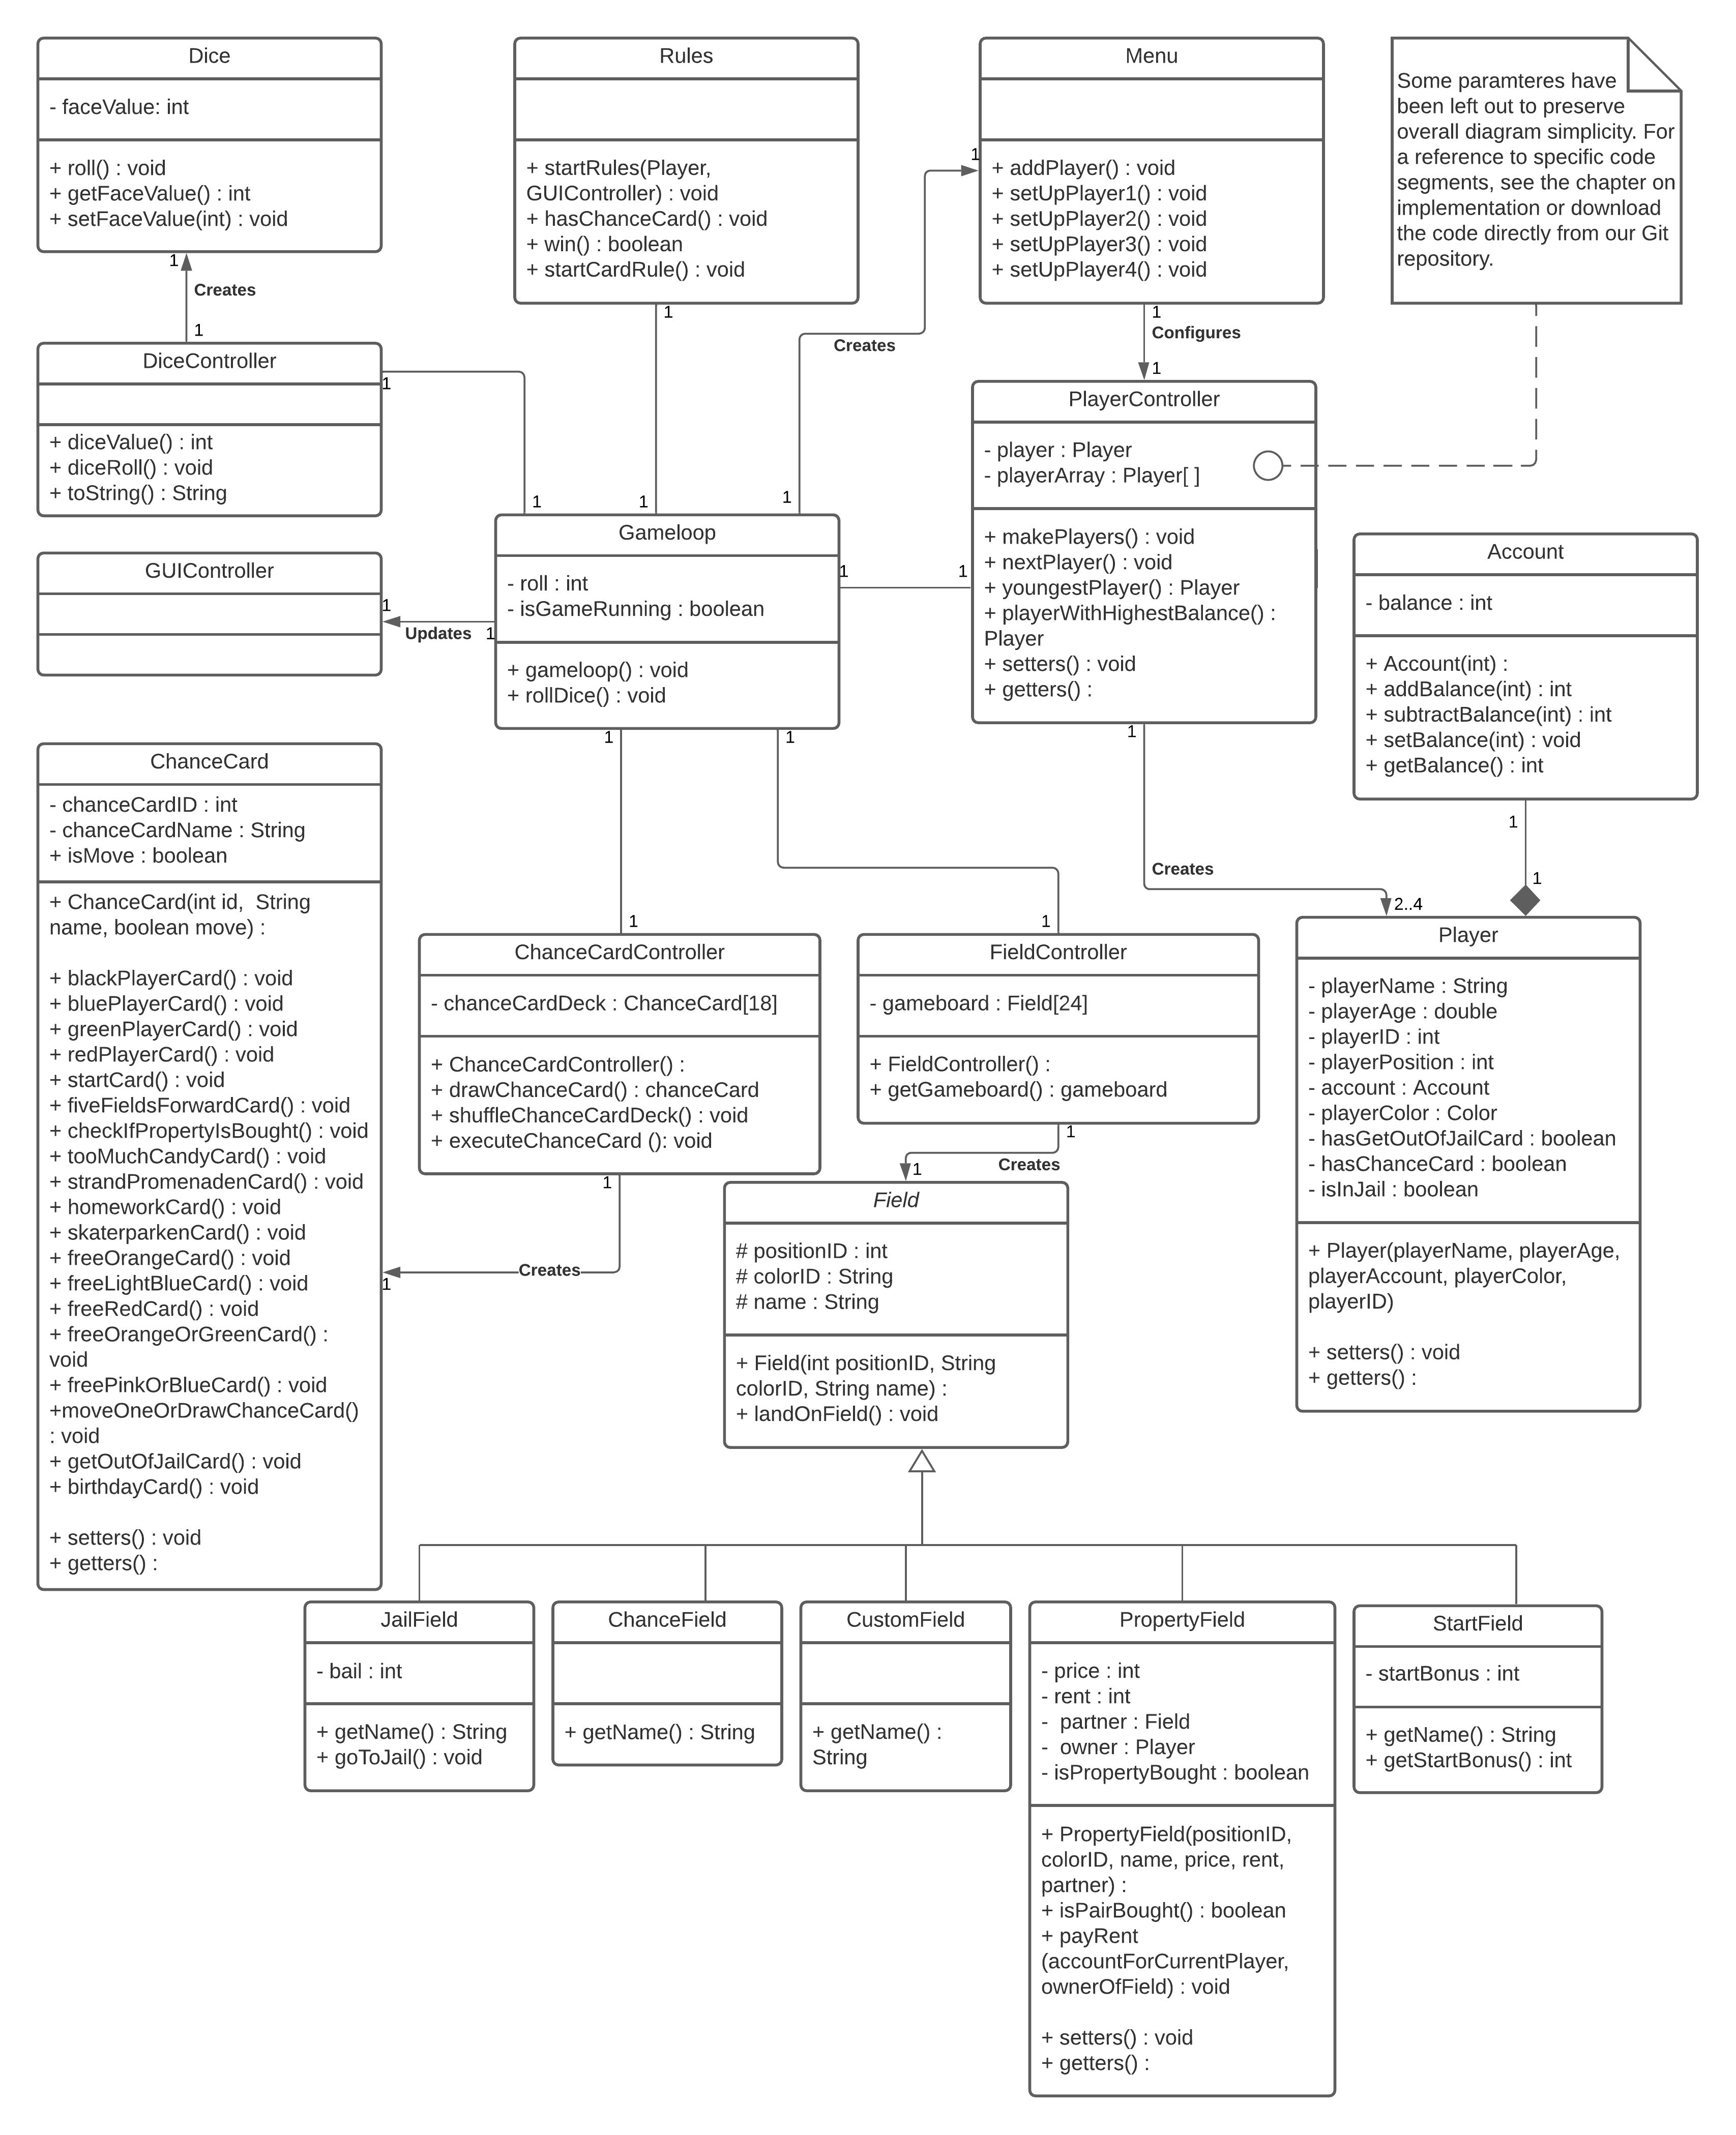 Dice
- faceValue: int
+ roll() : void
+ getFaceValue() : int
+ setFaceValue(int) : void
1
Creates
1
Rules
+ startRules(Player,
GUIController) : void
+ hasChanceCard() : void
+ win() : boolean
+ startCardRule() : void
1
1
Menu
+ addPlayer() : void
+ setUpPlayer1() : void
+ setUpPlayer2() : void
+ setUpPlayer3() : void
+ setUpPlayer4() : void
1
Creates
1
1
Configures
1
Some paramteres have
been left out to preserve
overall diagram simplicity. For
a reference to specific code
segments, see the chapter on
implementation or download
the code directly from our Git
repository.
DiceController
+ diceValue() : int
+ diceRoll() : void
+ toString() : String
1
1
PlayerController
- player : Player
- playerArray : Player[ ]
+ makePlayers() : void
+ nextPlayer() : void
+ youngestPlayer() : Player
+ playerWithHighestBalance() :
Player
+ setters() : void
+ getters() :
GUIController
1
Updates
1
Gameloop
- roll : int
- isGameRunning : boolean
+ gameloop() : void
+ rollDice() : void
1
1
Account
- balance : int
+ Account(int) :
+ addBalance(int) : int
+ subtractBalance(int) : int
+ setBalance(int) : void
+ getBalance() : int
1
1
1
Creates
2..4
1
1
1
1
ChanceCard
- chanceCardID : int
- chanceCardName : String
+ isMove : boolean
+ ChanceCard(int id,  String
name, boolean move) :
+ blackPlayerCard() : void
+ bluePlayerCard() : void
+ greenPlayerCard() : void
+ redPlayerCard() : void
+ startCard() : void
+ fiveFieldsForwardCard() : void
+ checkIfPropertyIsBought() : void
+ tooMuchCandyCard() : void
+ strandPromenadenCard() : void
+ homeworkCard() : void
+ skaterparkenCard() : void
+ freeOrangeCard() : void
+ freeLightBlueCard() : void
+ freeRedCard() : void
+ freeOrangeOrGreenCard() :
void
+ freePinkOrBlueCard() : void
+moveOneOrDrawChanceCard()
: void
+ getOutOfJailCard() : void
+ birthdayCard() : void
+ setters() : void
+ getters() :
ChanceCardController
- chanceCardDeck : ChanceCard[18]
+ ChanceCardController() :
+ drawChanceCard() : chanceCard
+ shuffleChanceCardDeck() : void
+ executeChanceCard (): void
1
Creates
1
FieldController
- gameboard : Field[24]
+ FieldController() :
+ getGameboard() : gameboard
1
Creates
1
Player
- playerName : String
- playerAge : double
- playerID : int
- playerPosition : int
- account : Account
- playerColor : Color
- hasGetOutOfJailCard : boolean
- hasChanceCard : boolean
- isInJail : boolean
+ Player(playerName, playerAge,
playerAccount, playerColor,
playerID)
+ setters() : void
+ getters() :
Field
# positionID : int
# colorID : String
# name : String
+ Field(int positionID, String
colorID, String name) :
+ landOnField() : void
JailField
- bail : int
+ getName() : String
+ goToJail() : void
ChanceField
+ getName() : String
CustomField
+ getName() :
String
PropertyField
- price : int
- rent : int
-  partner : Field
-  owner : Player
- isPropertyBought : boolean
+ PropertyField(positionID,
colorID, name, price, rent,
partner) :
+ isPairBought() : boolean
+ payRent
(accountForCurrentPlayer,
ownerOfField) : void
+ setters() : void
+ getters() :
StartField
- startBonus : int
+ getName() : String
+ getStartBonus() : int